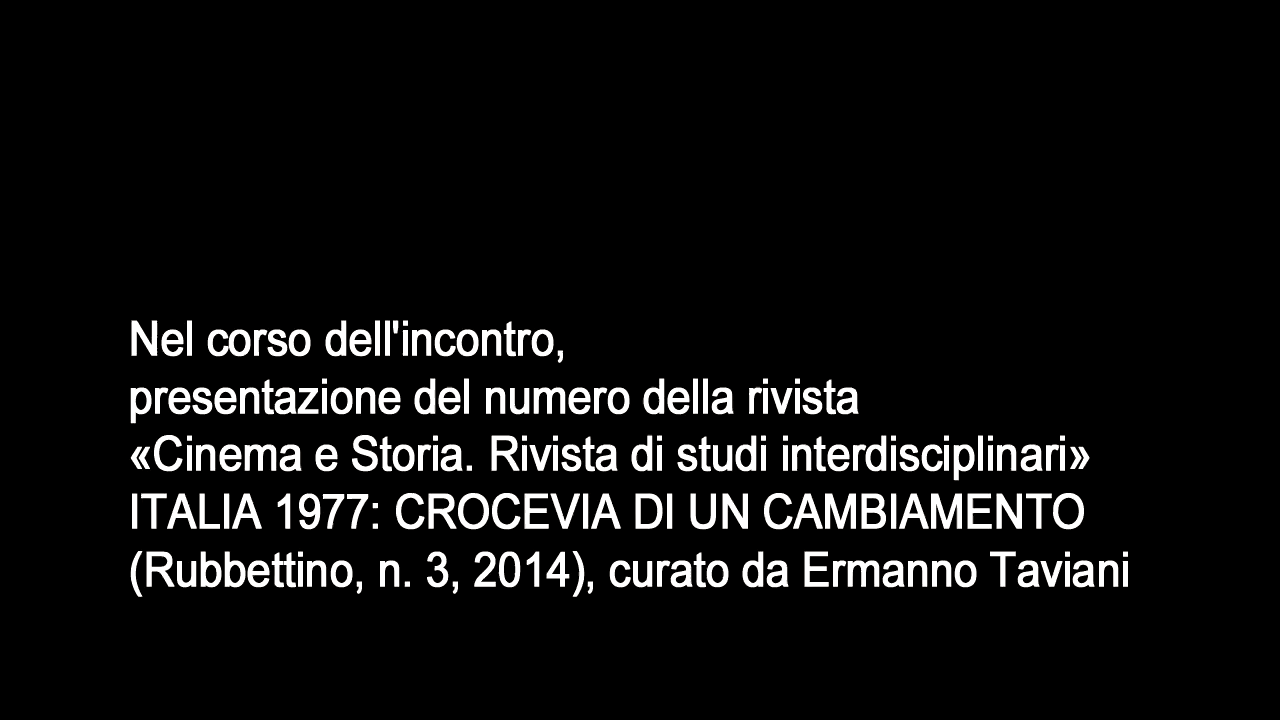 Nel corso dell'incontro,
presentazione del numero della rivista
«Cinema e Storia. Rivista di studi interdisciplinari»
ITALIA 1977: CROCEVIA DI UN CAMBIAMENTO
(Rubbettino, n. 3, 2014), curato da Ermanno Taviani